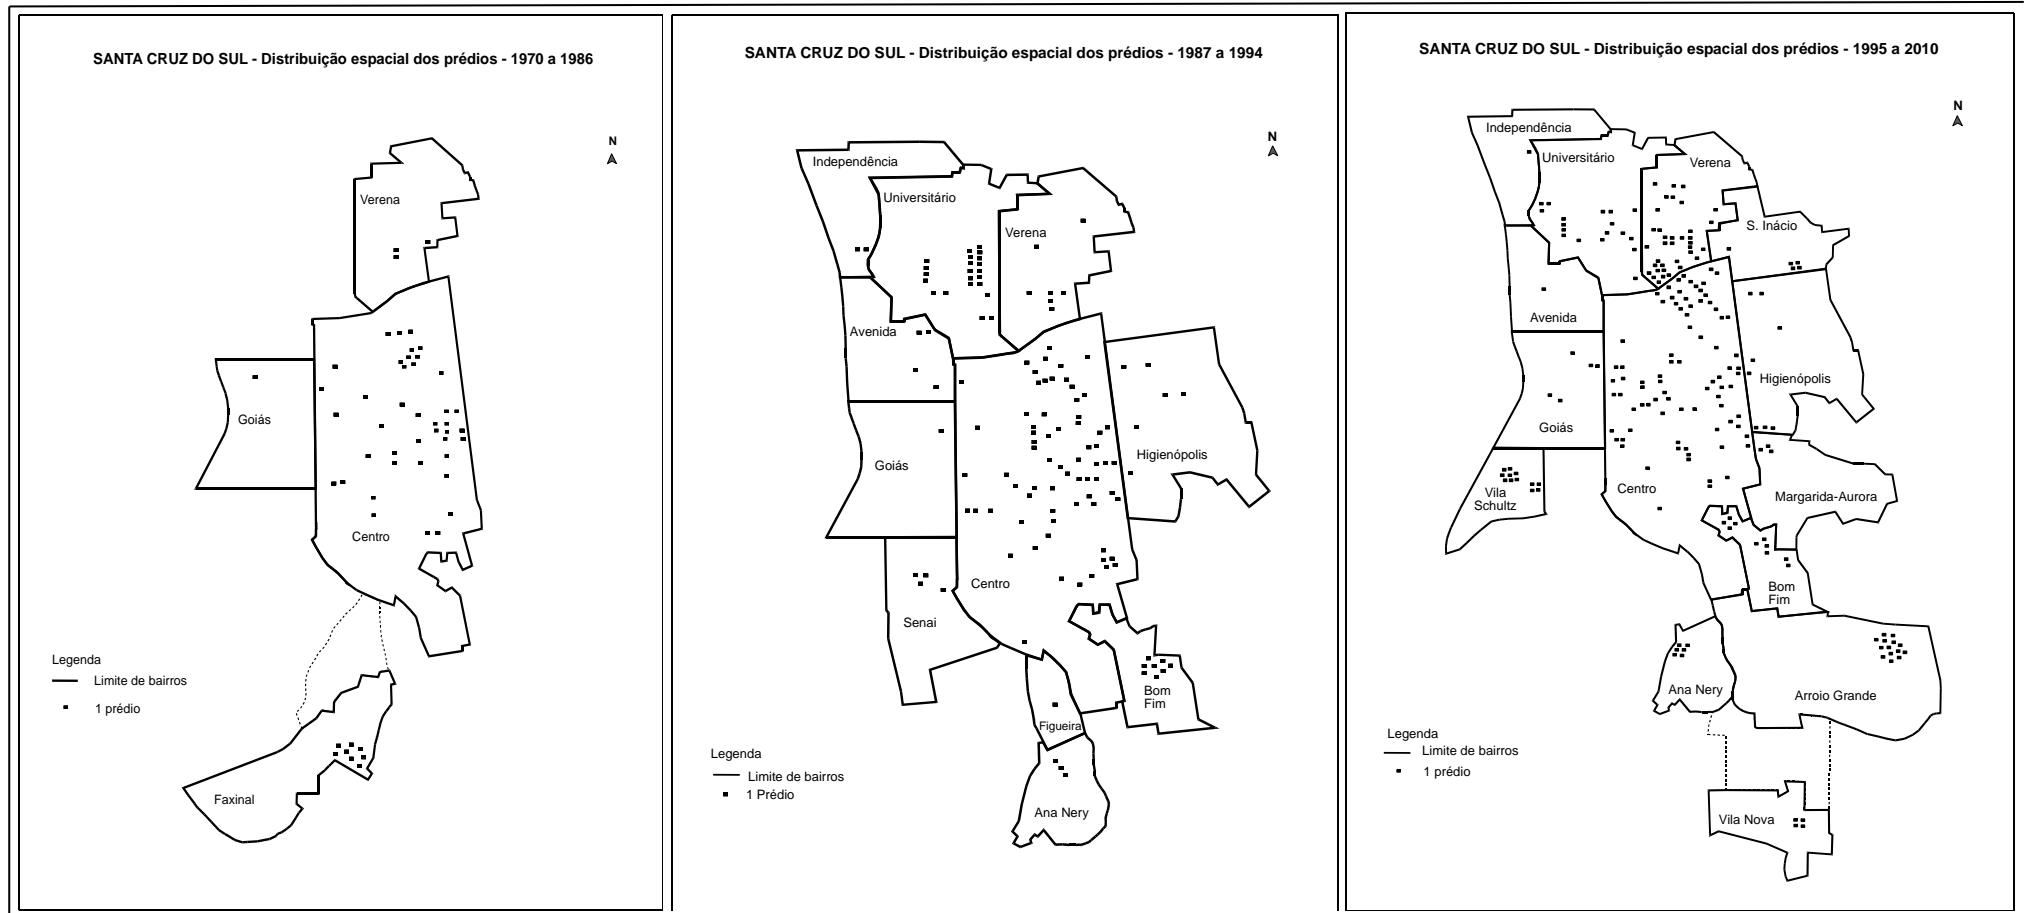 SANTA CRUZ DO SUL - Distribuição espacial dos prédios - 1970 a 1986
N
Verena
Goiás
Centro
Legenda
Limite de bairros
1 prédio
Faxinal
SANTA CRUZ DO SUL - Distribuição espacial dos prédios - 1987 a 1994
N
Independência
Universitário
Verena
Avenida
Goiás
Higienópolis
Centro
Senai
Bom
Fim
Figueira
Legenda
Limite de bairros
1 Prédio
Ana Nery
SANTA CRUZ DO SUL - Distribuição espacial dos prédios - 1995 a 2010
N
Independência
Universitário
Verena
S. Inácio
Avenida
Higienópolis
Goiás
Vila
Schultz
Centro
Margarida-Aurora
Bom
Fim
Ana Nery
Arroio Grande
Legenda
Limite de bairros
1 prédio
Vila Nova